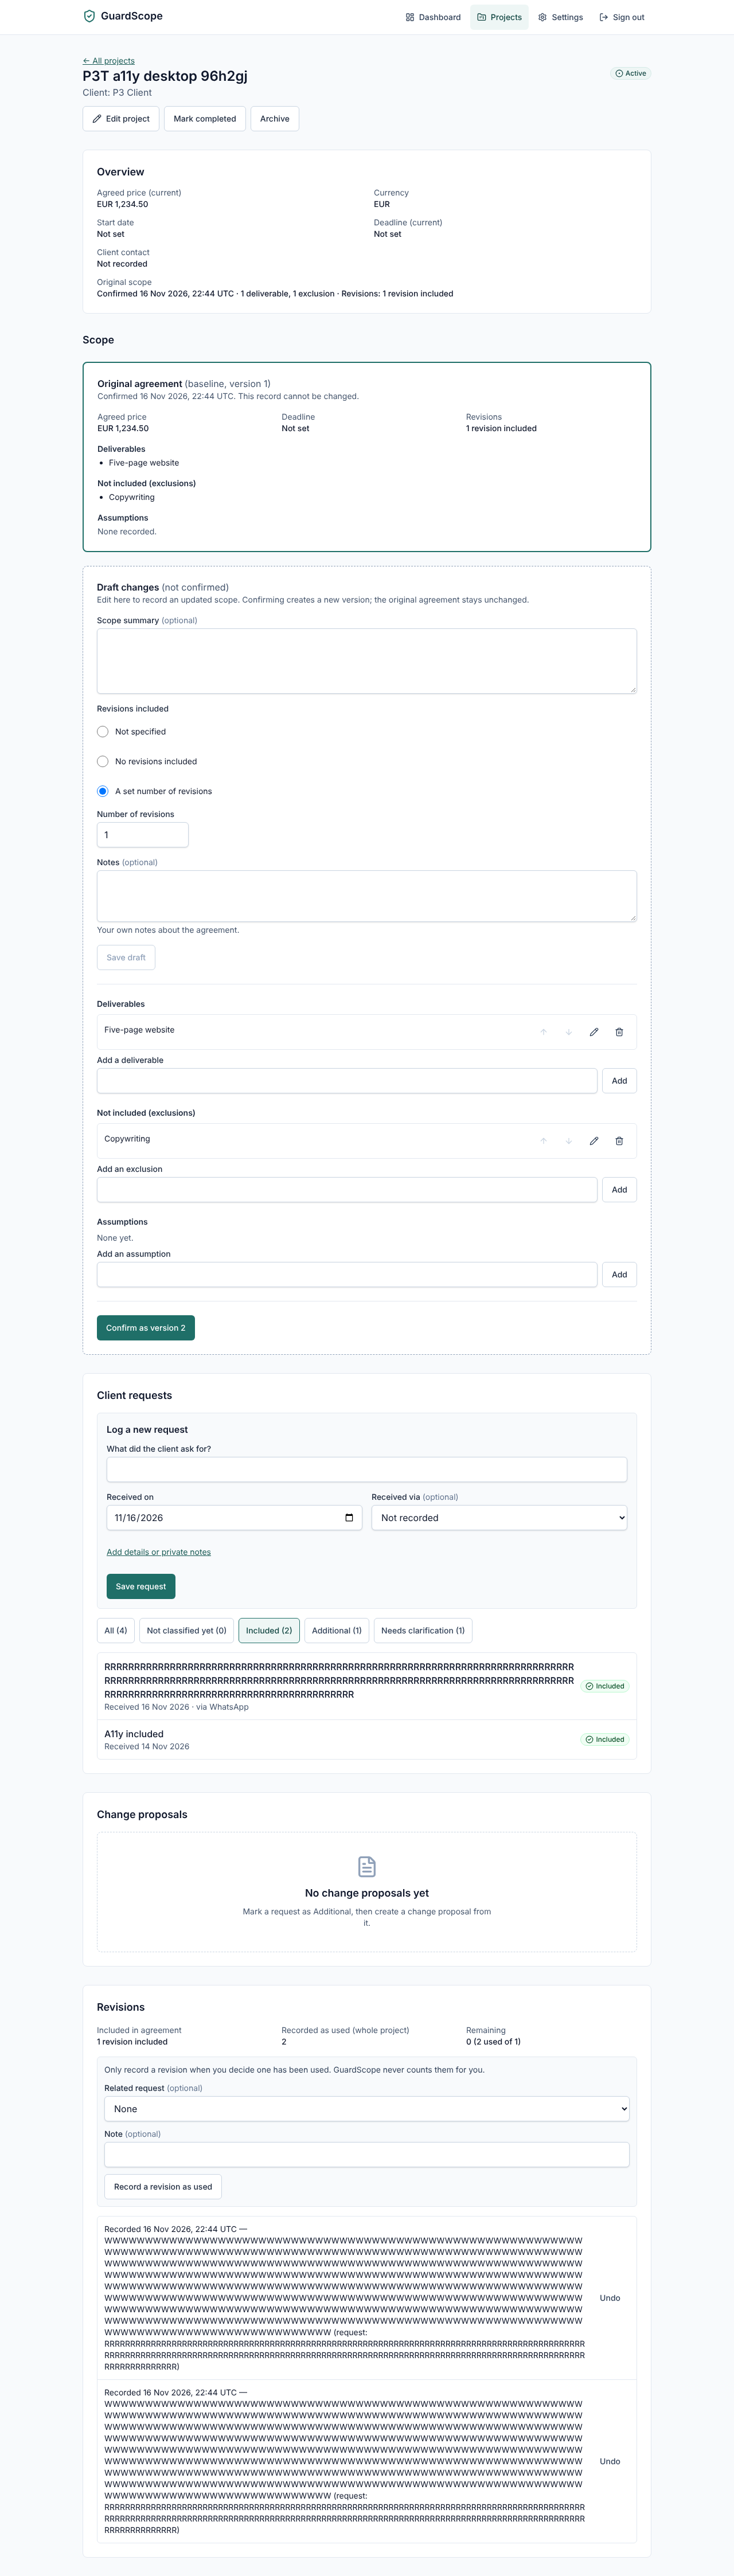 GuardScope
Dashboard
Projects
Settings
Sign out
← All projects
P3T a11y desktop 96h2gj
Active
Client: P3 Client
Edit project
Mark completed
Archive
Overview
Agreed price (current)
EUR 1,234.50
Currency
EUR
Start date
Not set
Deadline (current)
Not set
Client contact
Not recorded
Original scope
Confirmed 16 Nov 2026, 22:44 UTC · 1 deliverable, 1 exclusion · Revisions: 1 revision included
Scope
Original agreement (baseline, version 1)
Confirmed 16 Nov 2026, 22:44 UTC. This record cannot be changed.
Agreed price
EUR 1,234.50
Deadline
Not set
Revisions
1 revision included
Deliverables
• Five-page website
Not included (exclusions)
• Copywriting
Assumptions
None recorded.
Draft changes (not confirmed)
Edit here to record an updated scope. Confirming creates a new version; the original agreement stays unchanged.
Scope summary (optional)
Revisions included
Not specified
No revisions included
A set number of revisions
Number of revisions
1
Notes (optional)
Your own notes about the agreement.
Save draft
Deliverables
Five-page website
Add a deliverable
Add
Not included (exclusions)
Copywriting
Add an exclusion
Add
Assumptions
None yet.
Add an assumption
Add
Confirm as version 2
Client requests
Log a new request
What did the client ask for?
Received on
11/16/2026
Received via (optional)
Not recorded
Add details or private notes
Save request
All (4)
Not classified yet (0)
Included (2)
Additional (1)
Needs clarification (1)
Received 16 Nov 2026 · via WhatsApp
Included
A11y included
Received 14 Nov 2026
Included
Change proposals
No change proposals yet
Mark a request as Additional, then create a change proposal from
it.
Revisions
Included in agreement
1 revision included
Recorded as used (whole project)
2
Remaining
0 (2 used of 1)
Only record a revision when you decide one has been used. GuardScope never counts them for you.
Related request (optional)
None
Note (optional)
Record a revision as used
Recorded 16 Nov 2026, 22:44 UTC —
(request:
Undo
Recorded 16 Nov 2026, 22:44 UTC —
(request:
Undo